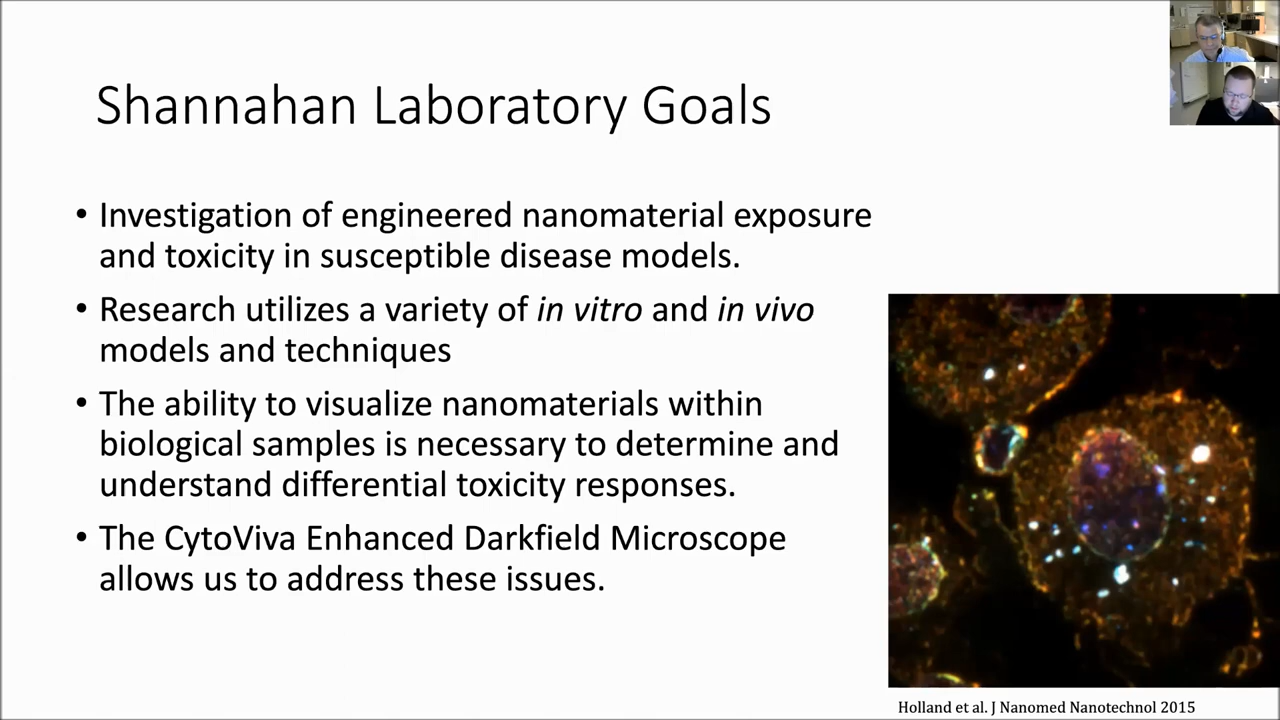 Shannahan Laboratory Goals
• Investigation of engineered nanomaterial exposure
and toxicity in susceptible disease models.
• Research utilizes a variety of in vitro and in vivo
models and techniques
• The ability to visualize nanomaterials within
biological samples is necessary to determine and
understand differential toxicity responses.
• The CytoViva Enhanced Darkfield Microscope
allows us to address these issues.
Holland et al. J Nanomed Nanotechnol 2015